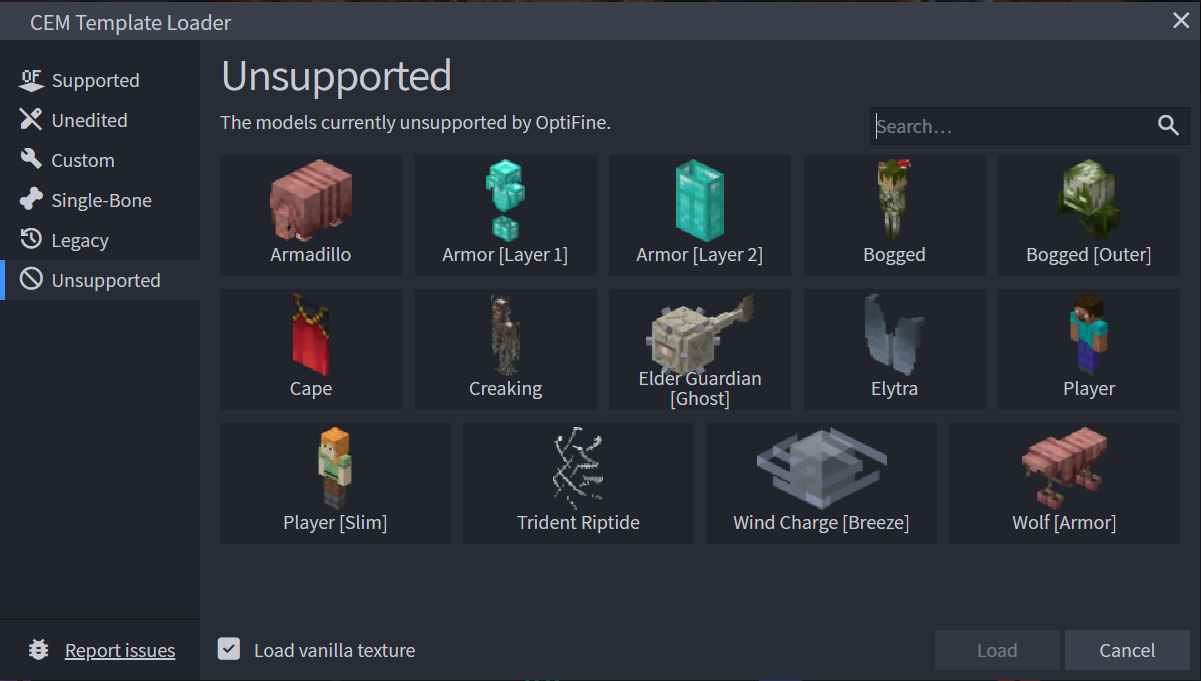 CEM Template Loader
OF Supported
Unedited
Custom
Single-Bone
Legacy
Unsupported
Report issues
Unsupported
The models currently unsupported by OptiFine.
Search…
Armadillo
Armor [Layer 1]
Armor [Layer 2]
Bogged
Bogged [Outer]
Cape
Creaking
Elder Guardian
[Ghost]
Elytra
Player
Player [Slim]
Trident Riptide
Wind Charge [Breeze]
Wolf [Armor]
Load vanilla texture
Load
Cancel